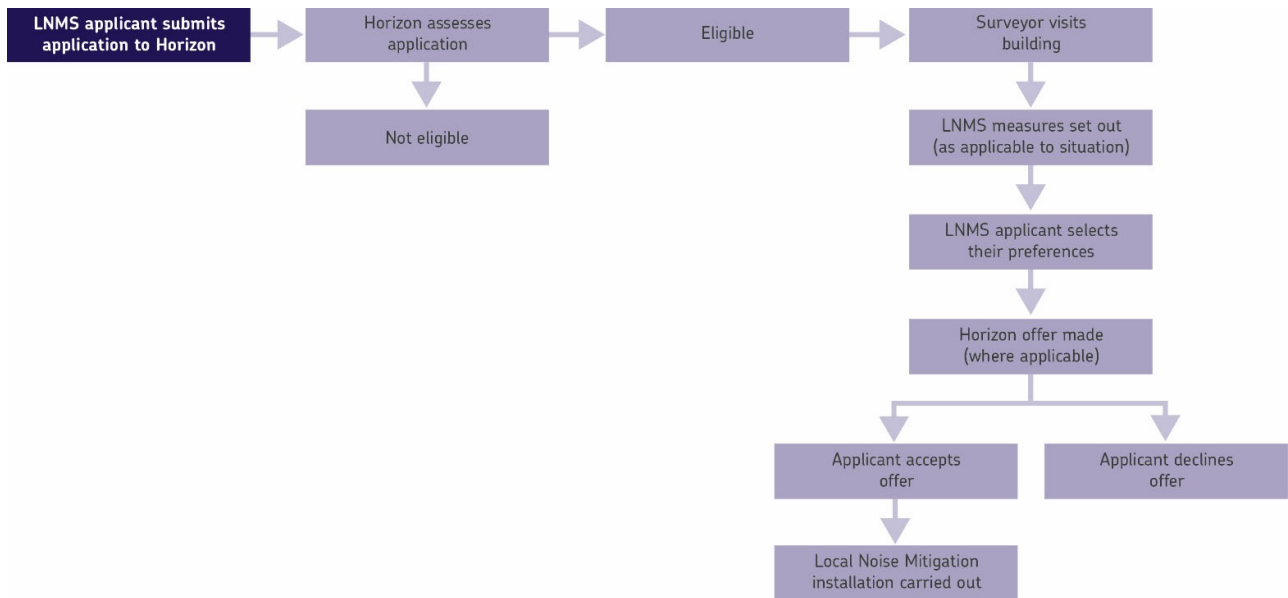 LNMS applicant submits
application to Horizon
Horizon assesses
application
Eligible
Surveyor visits
building
Not eligible
LNMS measures set out
(as applicable to situation)
LNMS applicant selects
their preferences
Horizon offer made
(where applicable)
Applicant accepts
offer
Applicant declines
offer
Local Noise Mitigation
installation carried out